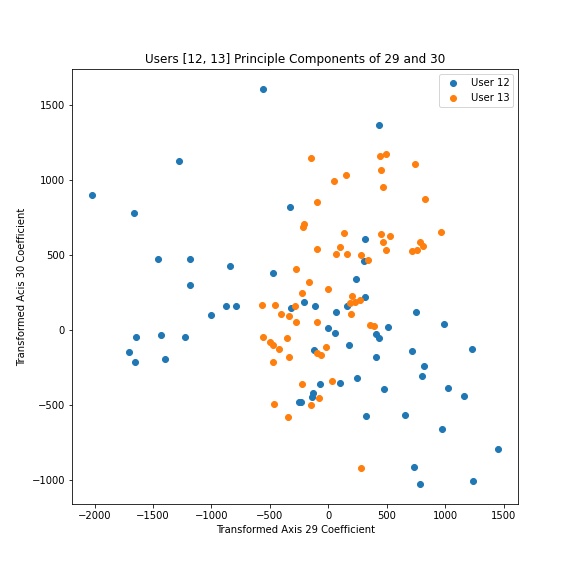 Users [12, 13] Principle Components of 29 and 30
User 12
User 13
Transformed Acis 30 Coefficient
1500
1000
500
0
−500
−1000
−2000 −1500 −1000 −500 0 500 1000 1500
Transformed Axis 29 Coefficient